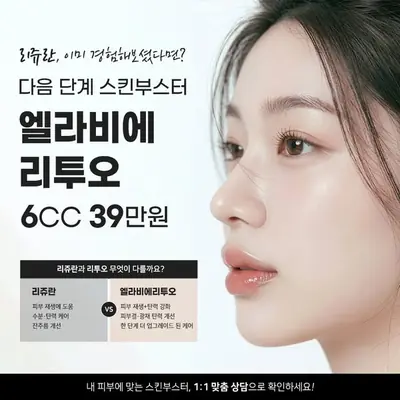 리쥬란, 이미 경험해보셨다면?
다음 단계 스킨부스터
엘라비에
리투오
6CC 39만원
리쥬란과 리투오 무엇이 다를까요?
리쥬란
피부 재생에 도움
수분·탄력 케어
잔주름 개선
VS
엘라비에리투오
피부 재생+탄력 강화
피부결·광채 탄력 개선
한 단계 더 업그레이드 된 케어
내 피부에 맞는 스킨부스터, 1:1 맞춤 상담으로 확인하세요!